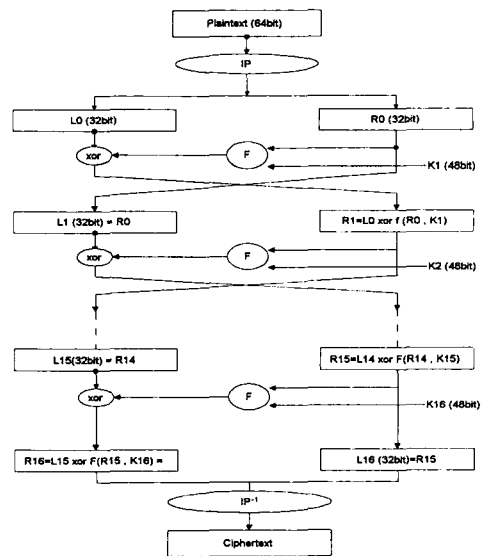 Plaintext (64bit)
IP
L0 (32bit)
R0 (32bit)
xor
F
K1 (48bit)
L1 (32bit) = R0
R1=L0 xor f (R0 , K1)
xor
F
K2 (48bit)
L15(32bit) = R14
R15=L14 xor F(R14 , K15)
xor
F
K16 (48bit)
R16=L15 xor F(R15 , K16) =
L16 (32bit)=R15
IP-1
Ciphertext